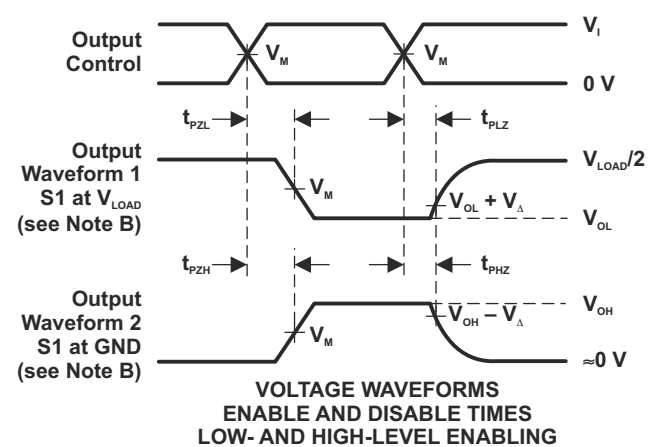 Output
Control
V_M
V_M
V_I
0 V
t_PZL
t_PLZ
Output
Waveform 1
S1 at V_LOAD
(see Note B)
V_M
V_OL + V_Δ
V_LOAD/2
V_OL
t_PZH
t_PHZ
Output
Waveform 2
S1 at GND
(see Note B)
V_M
V_OH – V_Δ
V_OH
≈0 V
VOLTAGE WAVEFORMS
ENABLE AND DISABLE TIMES
LOW- AND HIGH-LEVEL ENABLING